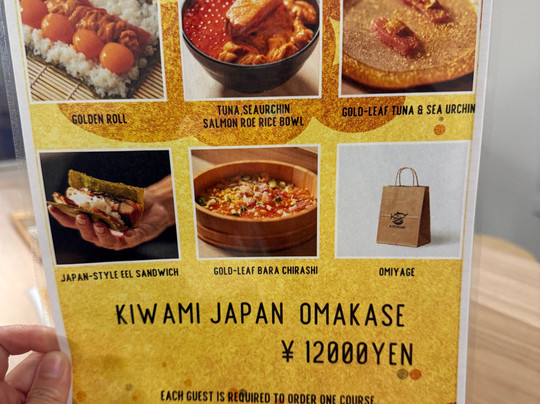 GOLDEN ROLL
TUNA,SEAURCHIN
SALMON ROE RICE BOWL
GOLD-LEAF TUNA & SEA URCHIN
JAPAN-STYLE EEL SANDWICH
GOLD-LEAF BARA CHIRASHI
OMIYAGE
KIWAMI JAPAN OMAKASE
¥ 12000YEN
EACH GUEST IS REQUIRED TO ORDER ONE COURSE